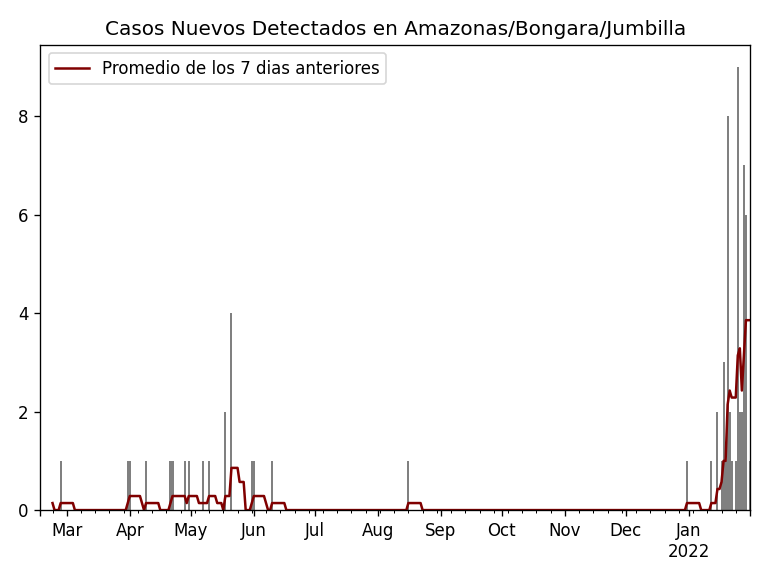 Casos Nuevos Detectados en Amazonas/Bongara/Jumbilla
Promedio de los 7 dias anteriores
8
6
4
2
0
Mar Apr May Jun Jul Aug Sep Oct Nov Dec Jan
2022